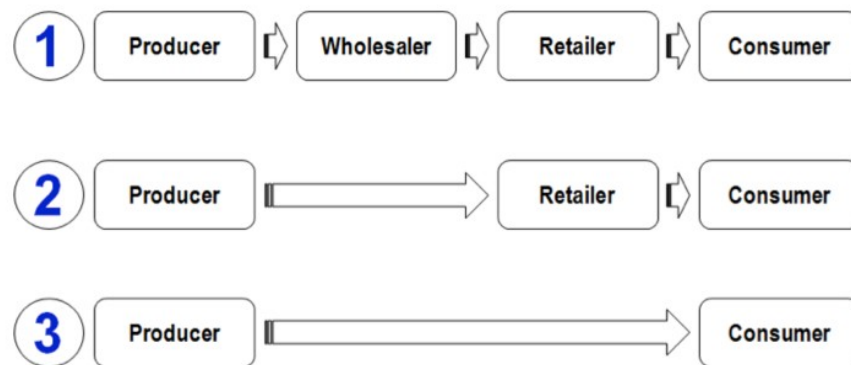 1 Producer Wholesaler Retailer Consumer
2 Producer Retailer Consumer
3 Producer Consumer